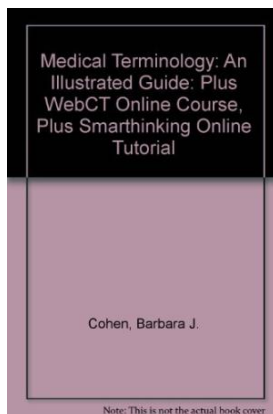 Medical Terminology: An
Illustrated Guide: Plus
WebCT Online Course,
Plus Smarthinking Online
Tutorial
Cohen, Barbara J.
Note: This is not the actual book cover